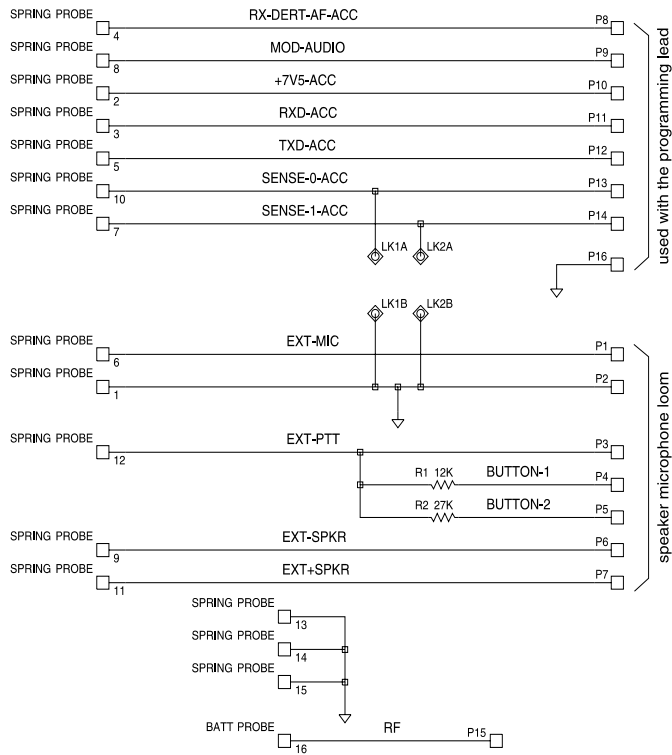 SPRING PROBE 4 RX-DERT-AF-ACC P8
SPRING PROBE 8 MOD-AUDIO P9
SPRING PROBE 2 +7V5-ACC P10
SPRING PROBE 3 RXD-ACC P11
SPRING PROBE 5 TXD-ACC P12
SPRING PROBE 10 SENSE-0-ACC P13
SPRING PROBE 7 SENSE-1-ACC P14
LK1A LK2A
P16
used with the programming lead
LK1B LK2B
SPRING PROBE 6 EXT-MIC P1
SPRING PROBE 1 P2
SPRING PROBE 12 EXT-PTT P3
R1 12K BUTTON-1 P4
R2 27K BUTTON-2 P5
SPRING PROBE 9 EXT-SPKR P6
SPRING PROBE 11 EXT+SPKR P7
speaker microphone loom
SPRING PROBE 13
SPRING PROBE 14
SPRING PROBE 15
BATT PROBE 16 RF P15